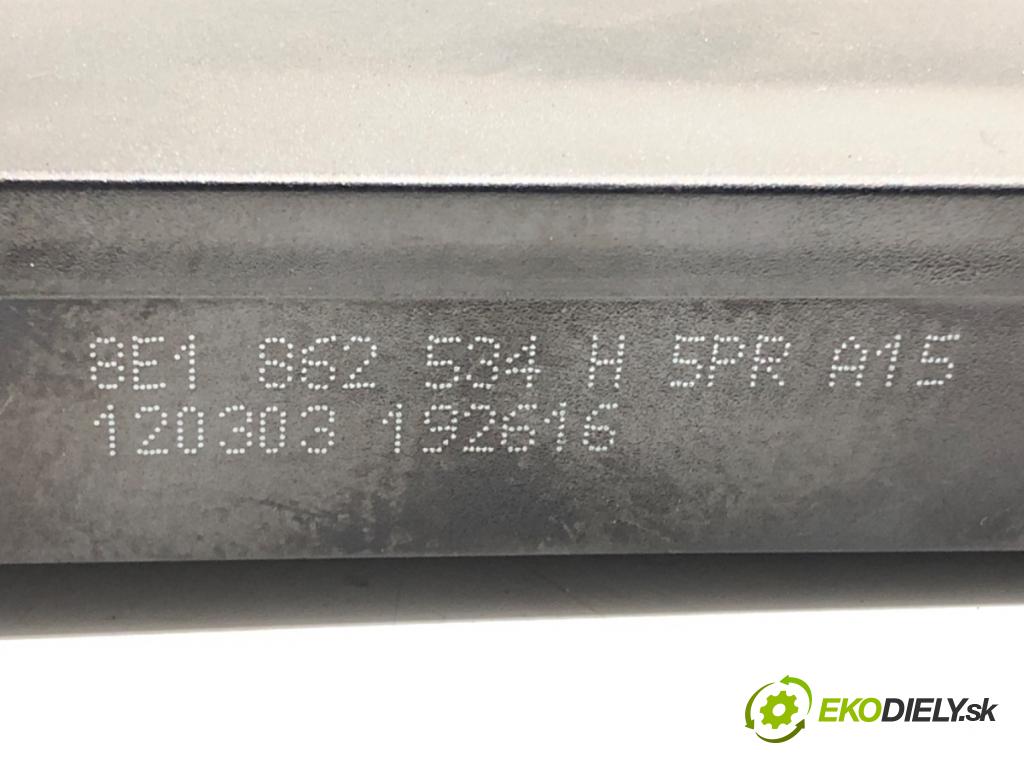 8E1 862 534 H 5PR A15
120303 192616
EKODIELY.sk